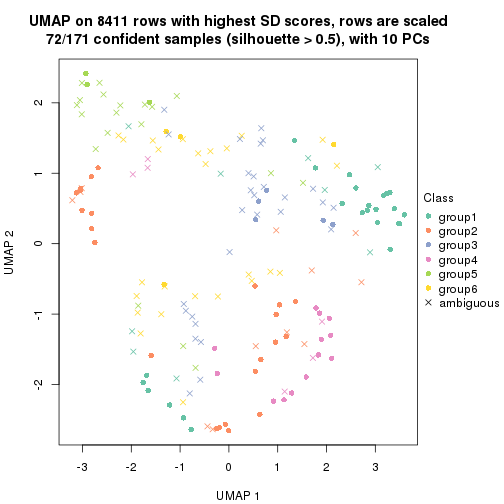 UMAP on 8411 rows with highest SD scores, rows are scaled
72/171 confident samples (silhouette > 0.5), with 10 PCs
UMAP 2
2
1
0
-1
-2
-3
-2
-1
0
1
2
3
UMAP 1
Class
group1
group2
group3
group4
group5
group6
ambiguous